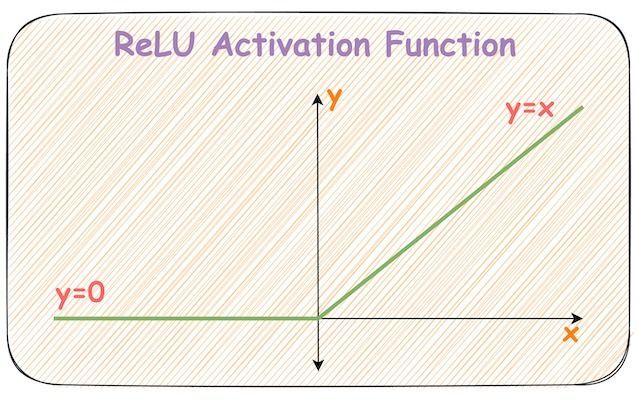 ReLU Activation Function
y
y=x
y=0
x